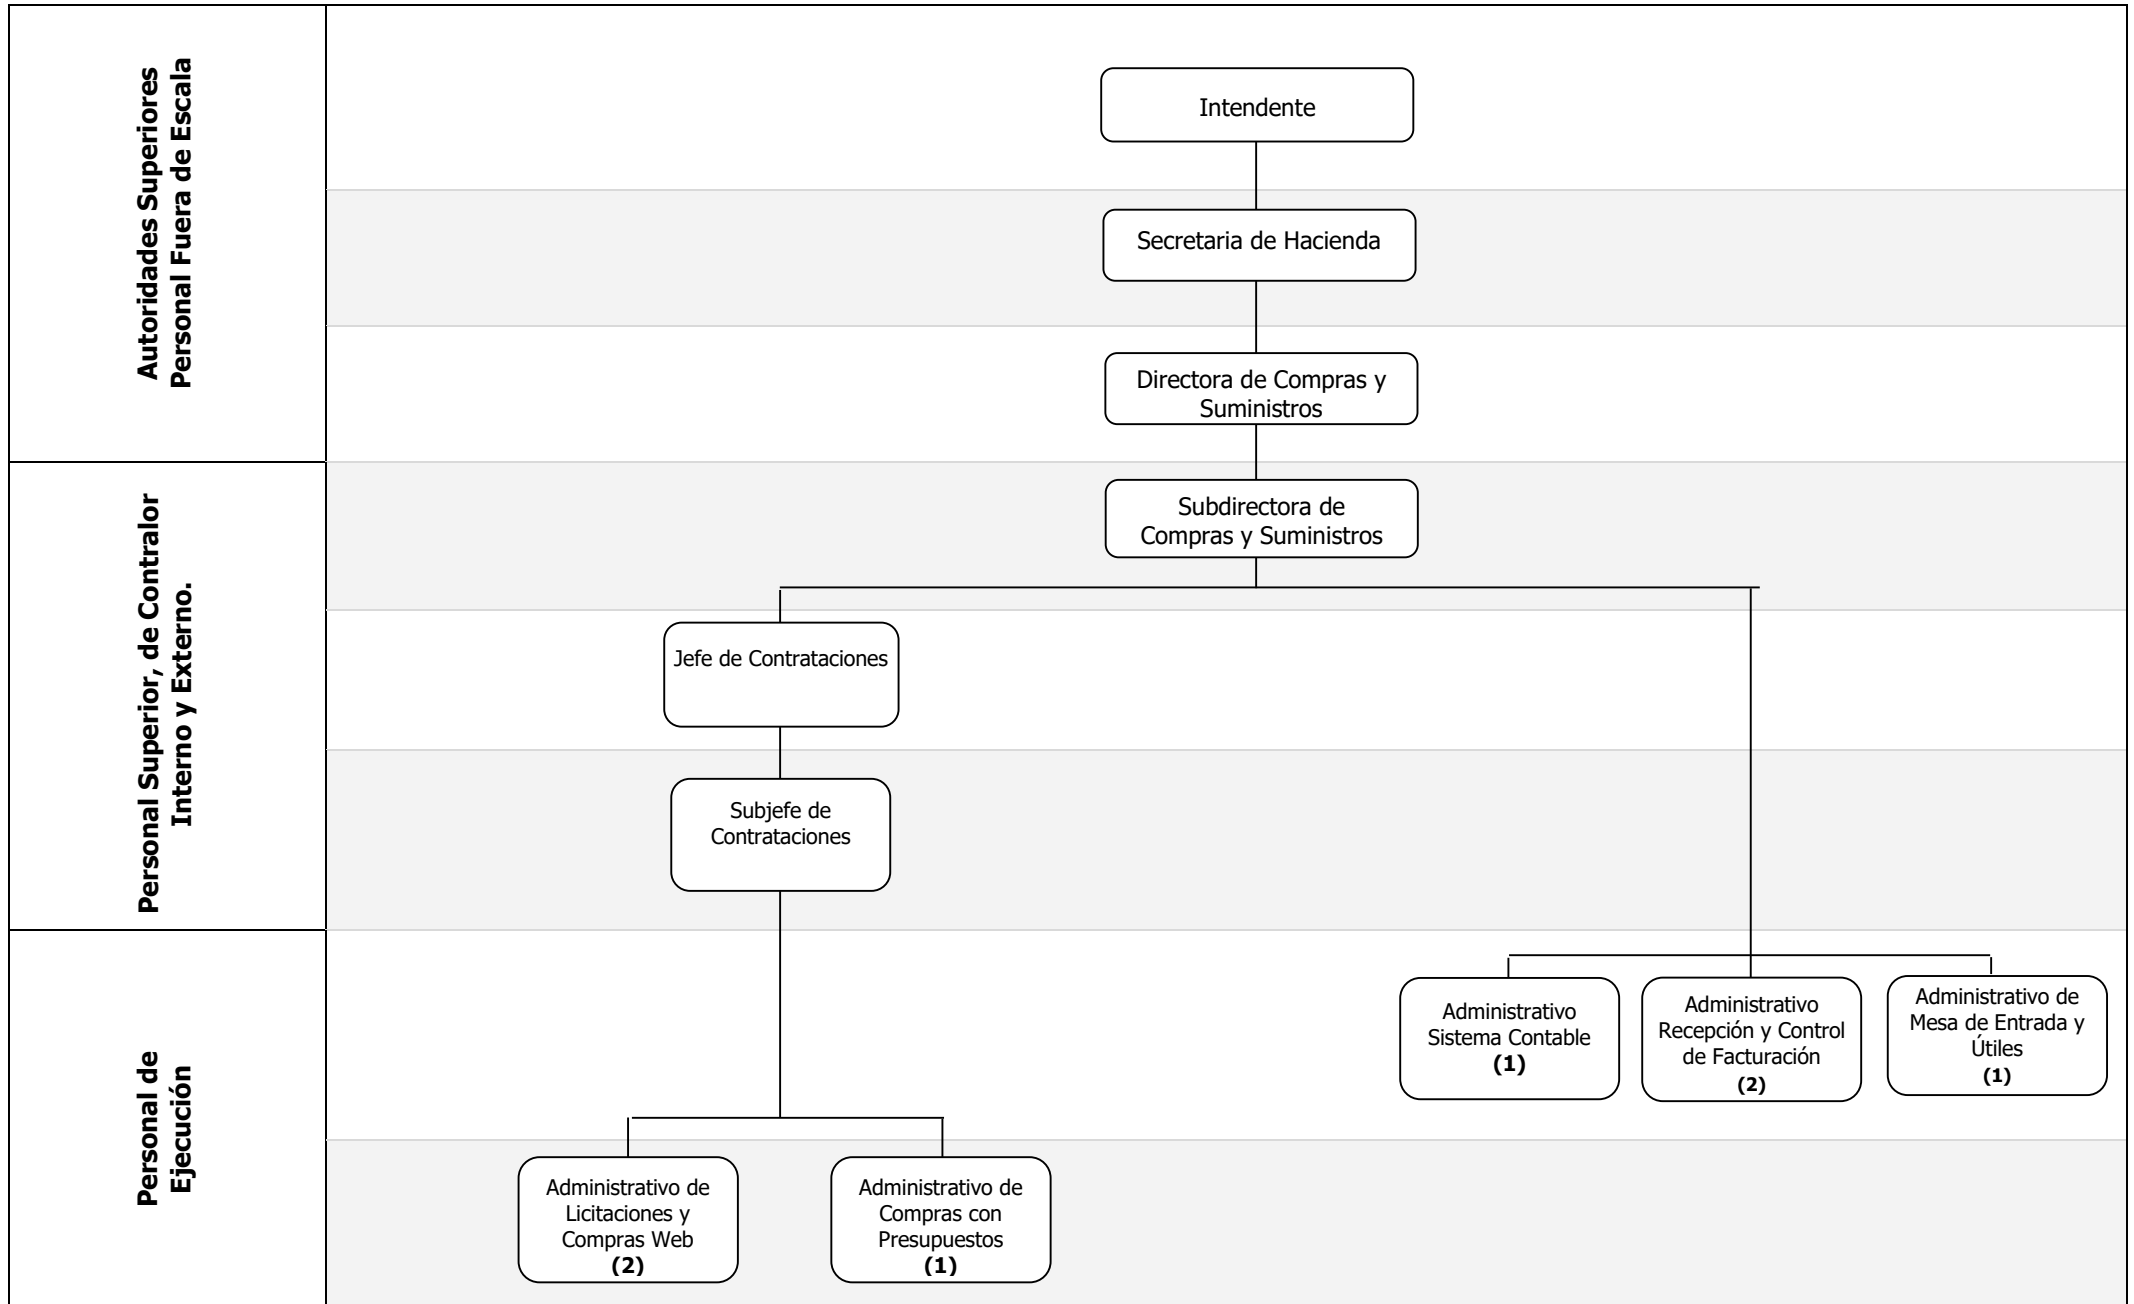 Autoridades Superiores
Personal Fuera de Escala
Intendente
Secretaria de Hacienda
Directora de Compras y
Suministros
Personal Superior, de Contralor
Interno y Externo.
Subdirectora de
Compras y Suministros
Jefe de Contrataciones
Subjefe de
Contrataciones
Personal de
Ejecución
Administrativo
Sistema Contable
(1)
Administrativo
Recepción y Control
de Facturación
(2)
Administrativo de
Mesa de Entrada y
Útiles
(1)
Administrativo de
Licitaciones y
Compras Web
(2)
Administrativo de
Compras con
Presupuestos
(1)